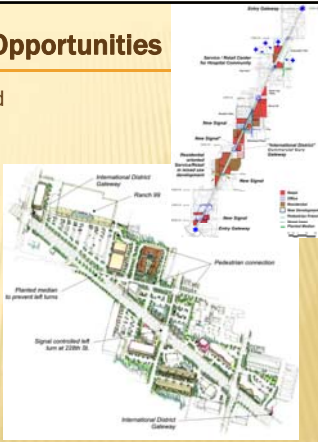 Opportunities
d
Entry Gateway
Service / Retail Center
for Hospital Community
New Signal
New Signal*
"International District"
Gateway
Residential
oriented
Service/Retail
in mixed use
development
New Signal
New Signal
Entry Gateway
Retail
Office
Residential
New Development
Planted Median
International District
Gateway
Ranch 99
Pedestrian connection
Planted median
to prevent left turns
Signal controlled left
turn at 228th St.
International District
Gateway